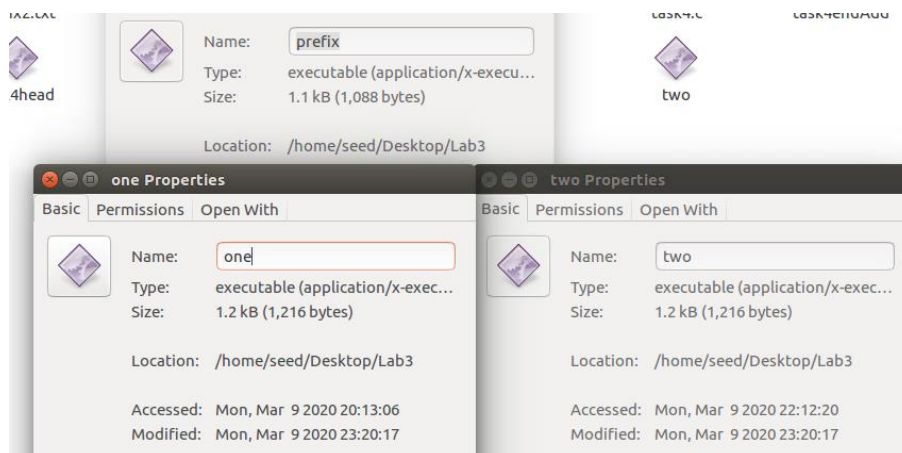 Name: prefix
Type: executable (application/x-execu...
Size: 1.1 kB (1,088 bytes)
4head
two
Location: /home/seed/Desktop/Lab3
one Properties
Basic Permissions Open With
Name: one
Type: executable (application/x-exec...
Size: 1.2 kB (1,216 bytes)
Location: /home/seed/Desktop/Lab3
Accessed: Mon, Mar 9 2020 20:13:06
Modified: Mon, Mar 9 2020 23:20:17
two Properties
Basic Permissions Open With
Name: two
Type: executable (application/x-exec...
Size: 1.2 kB (1,216 bytes)
Location: /home/seed/Desktop/Lab3
Accessed: Mon, Mar 9 2020 22:12:20
Modified: Mon, Mar 9 2020 23:20:17